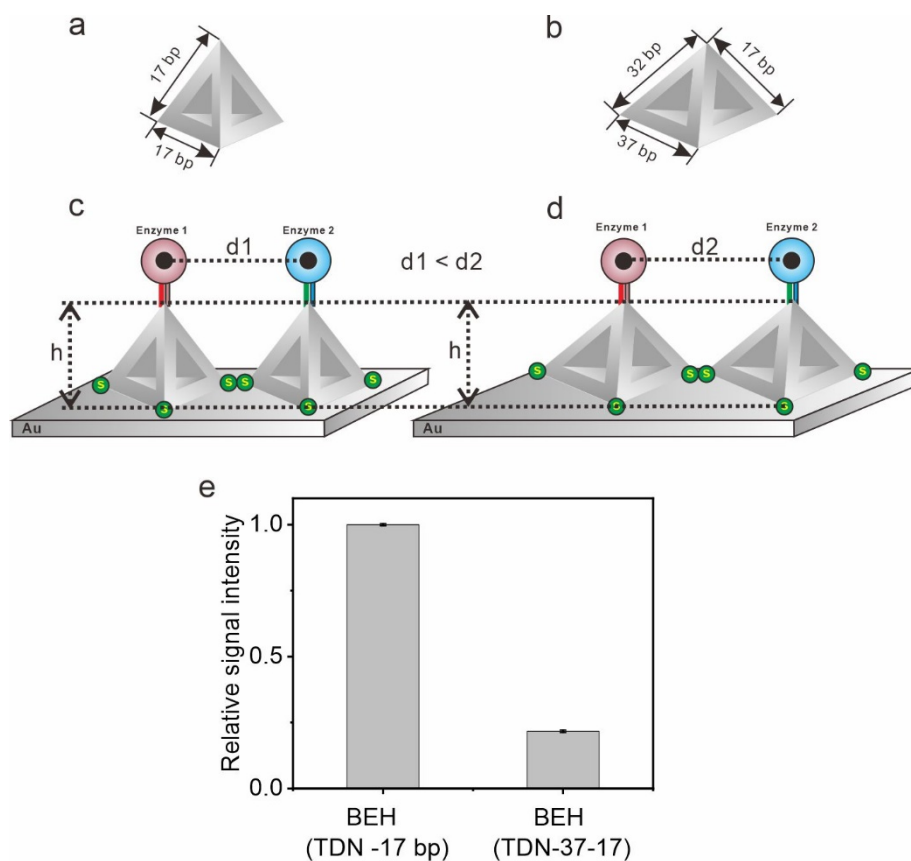 a
17 bp
17 bp
b
32 bp
17 bp
37 bp
c
Enzyme 1
Enzyme 2
d1
d1 < d2
d
Enzyme 1
Enzyme 2
d2
h
S
S S
S
S
S
Au
h
S
S S
S
S
S
Au
e
Relative signal intensity
1.0
0.5
0.0
BEH
(TDN -17 bp)
BEH
(TDN-37-17)